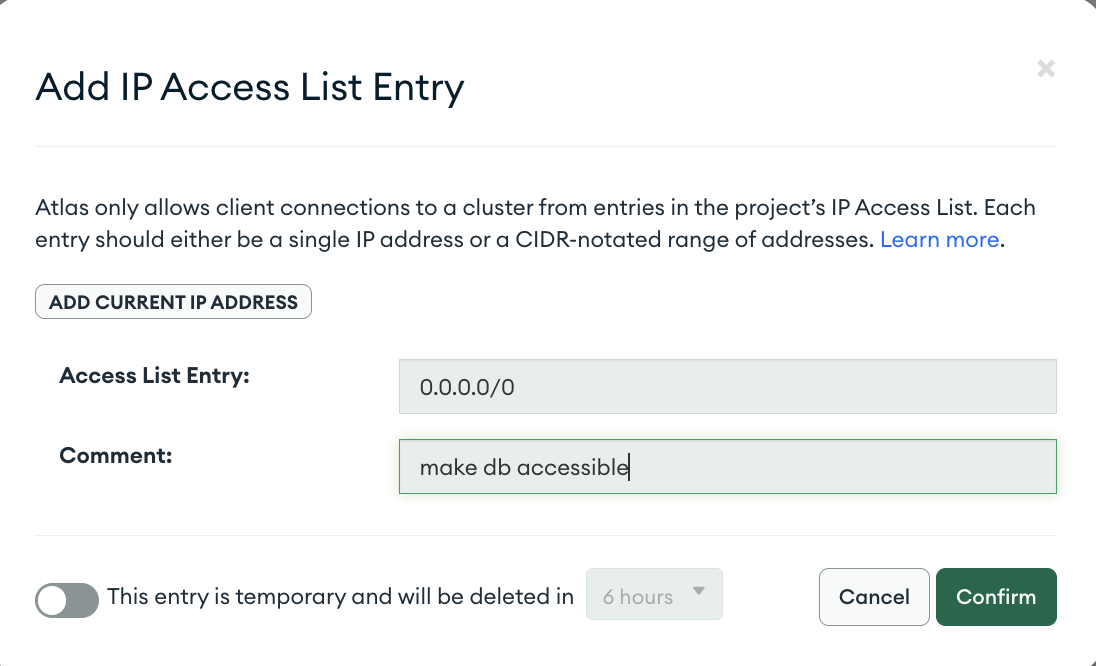 Add IP Access List Entry
Atlas only allows client connections to a cluster from entries in the project’s IP Access List. Each
entry should either be a single IP address or a CIDR-notated range of addresses. Learn more.
ADD CURRENT IP ADDRESS
Access List Entry:
0.0.0.0/0
Comment:
make db accessible
This entry is temporary and will be deleted in
6 hours
Cancel
Confirm